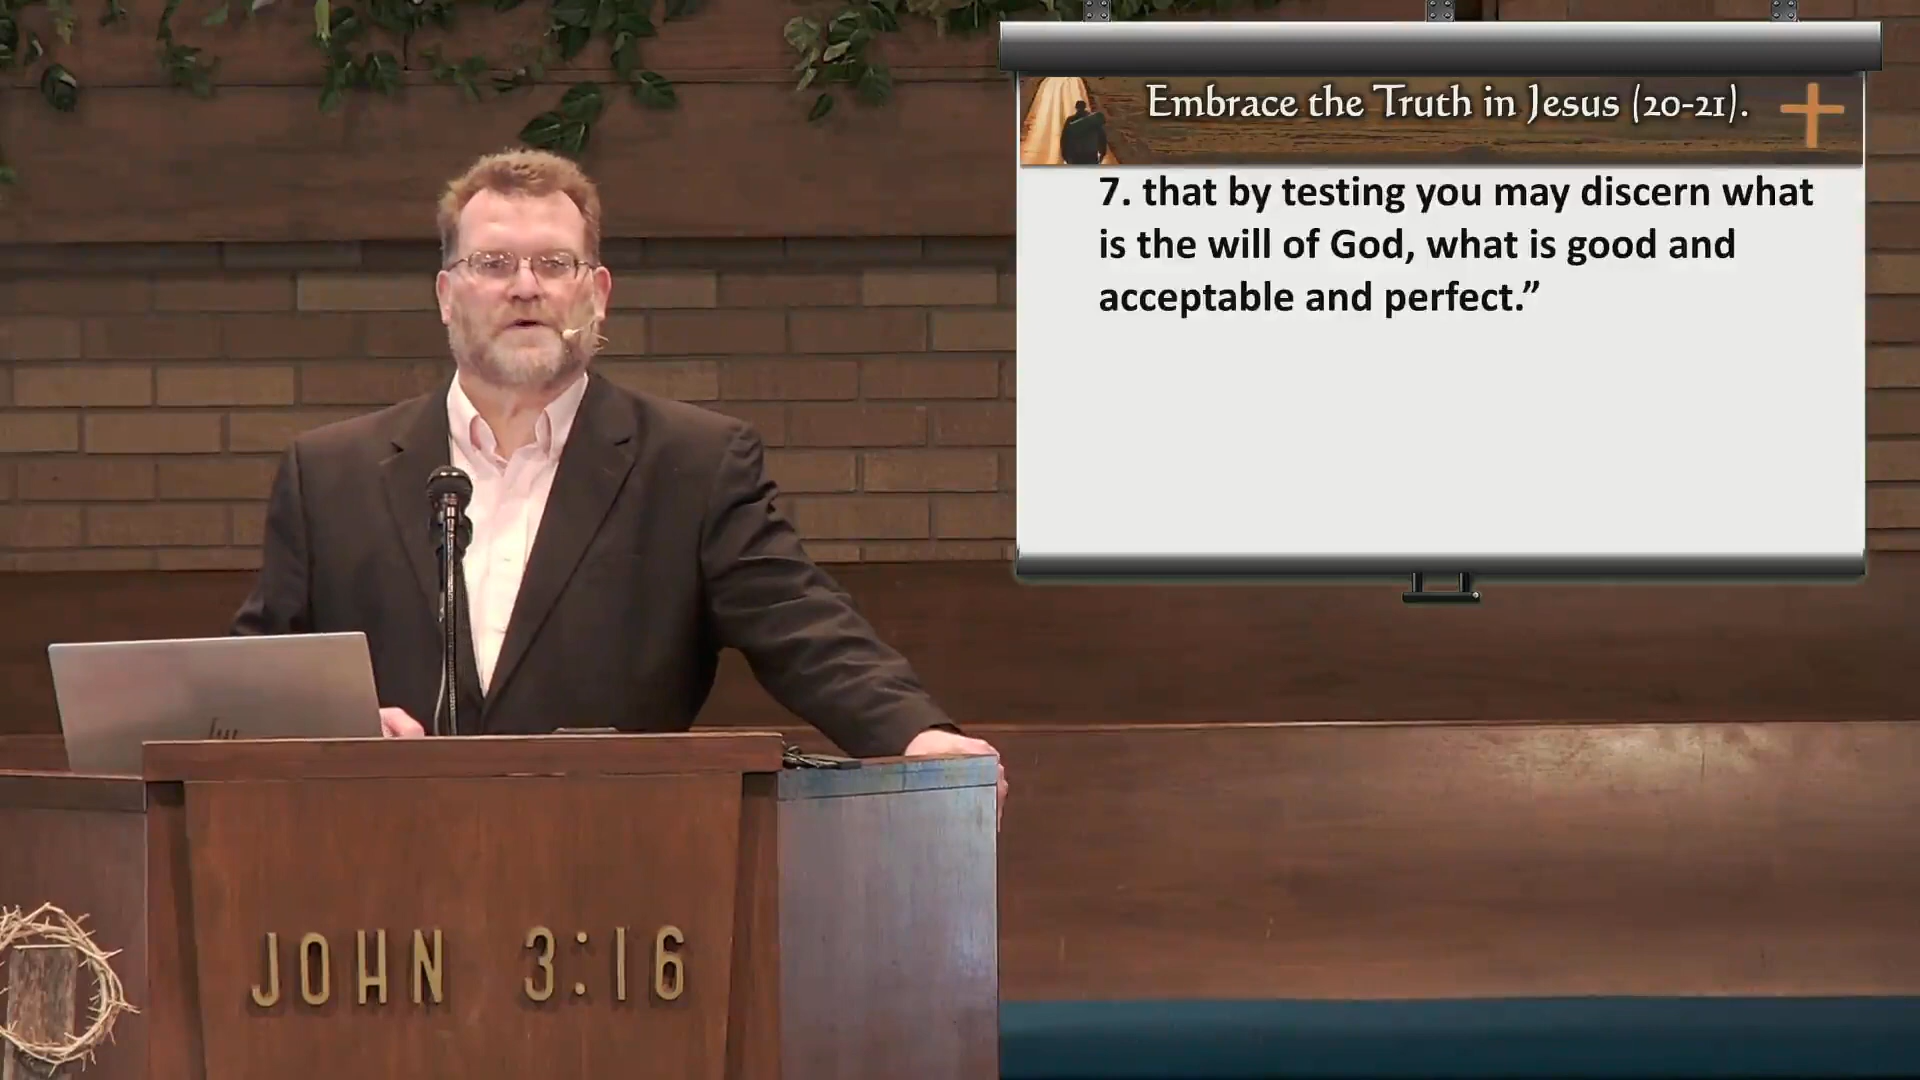 Embrace the Truth in Jesus (20-21).
7. that by testing you may discern what
is the will of God, what is good and
acceptable and perfect.”
JOHN 3:16